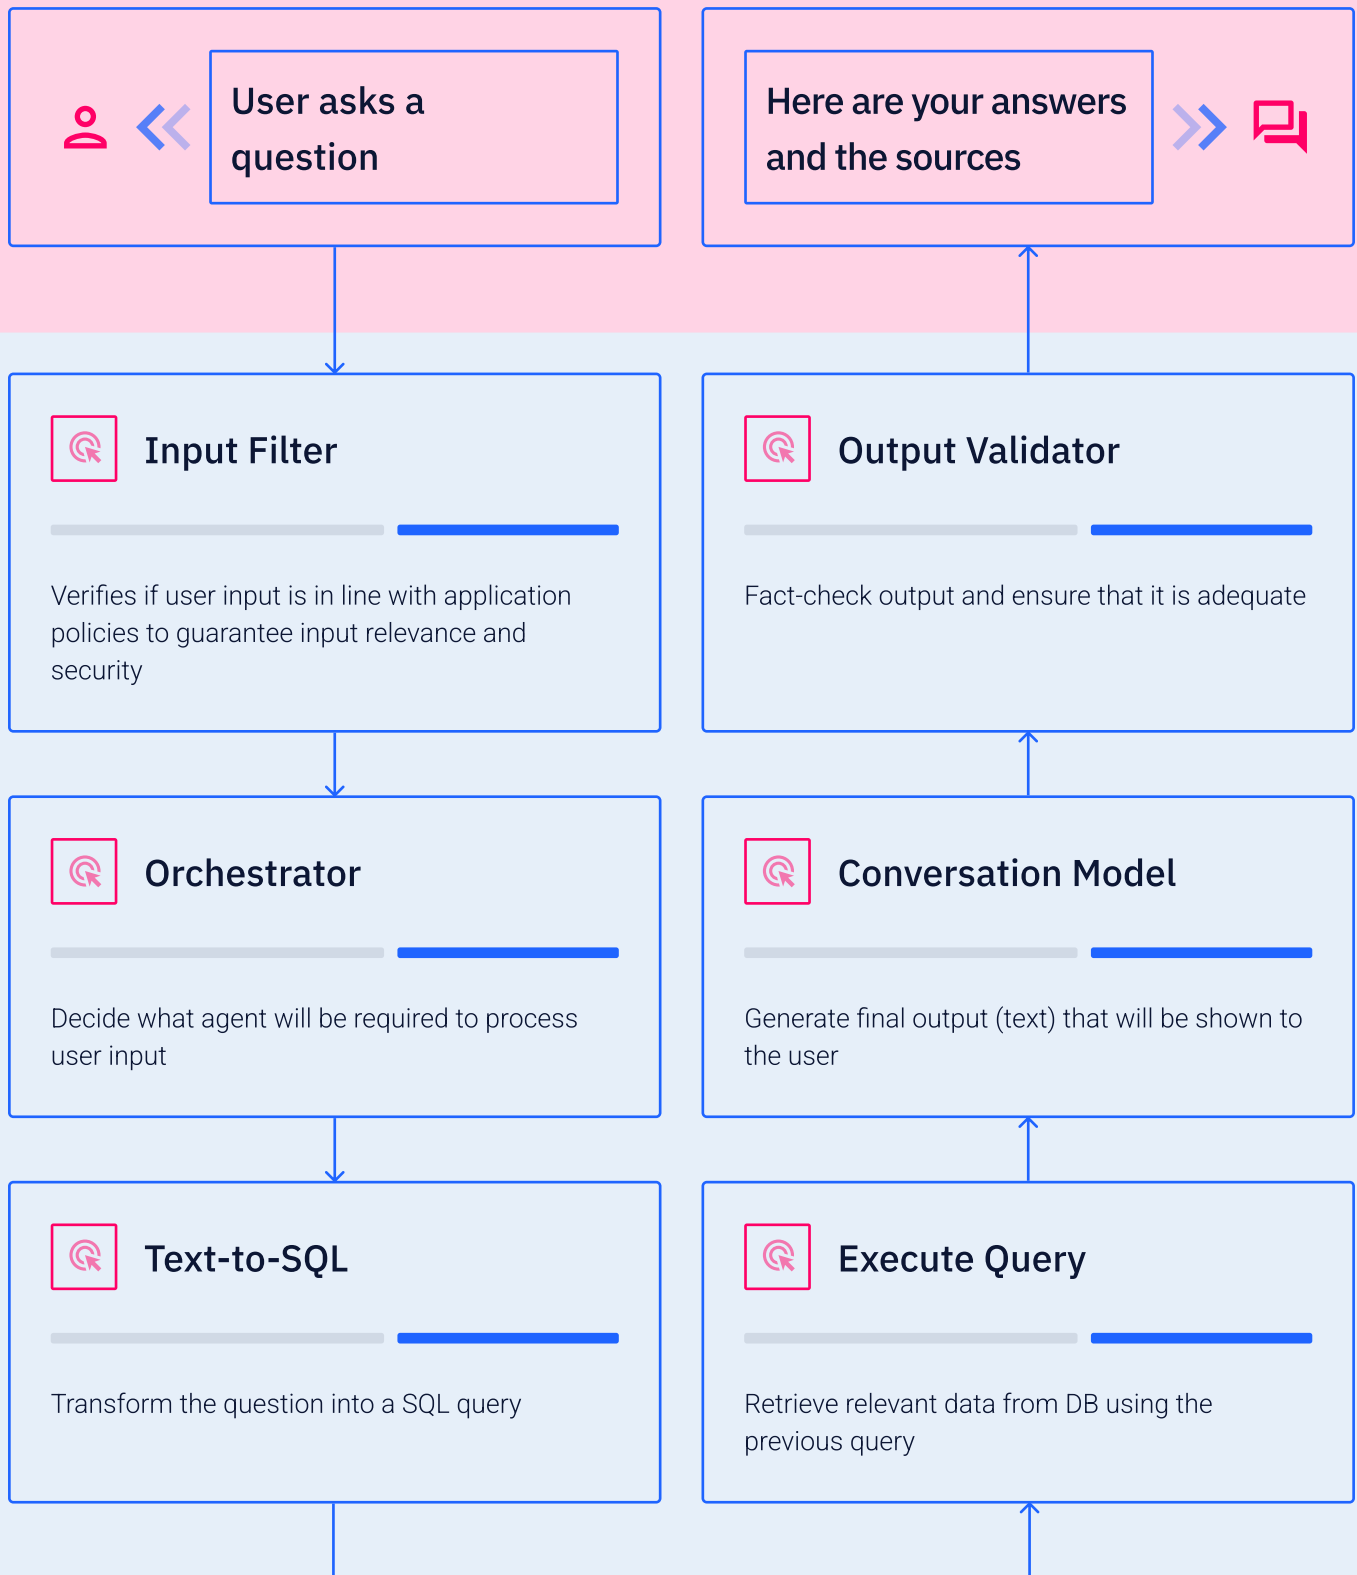 User asks a
question
Here are your answers
and the sources
Input Filter
Verifies if user input is in line with application
policies to guarantee input relevance and
security
Output Validator
Fact-check output and ensure that it is adequate
Orchestrator
Decide what agent will be required to process
user input
Conversation Model
Generate final output (text) that will be shown to
the user
Text-to-SQL
Transform the question into a SQL query
Execute Query
Retrieve relevant data from DB using the
previous query